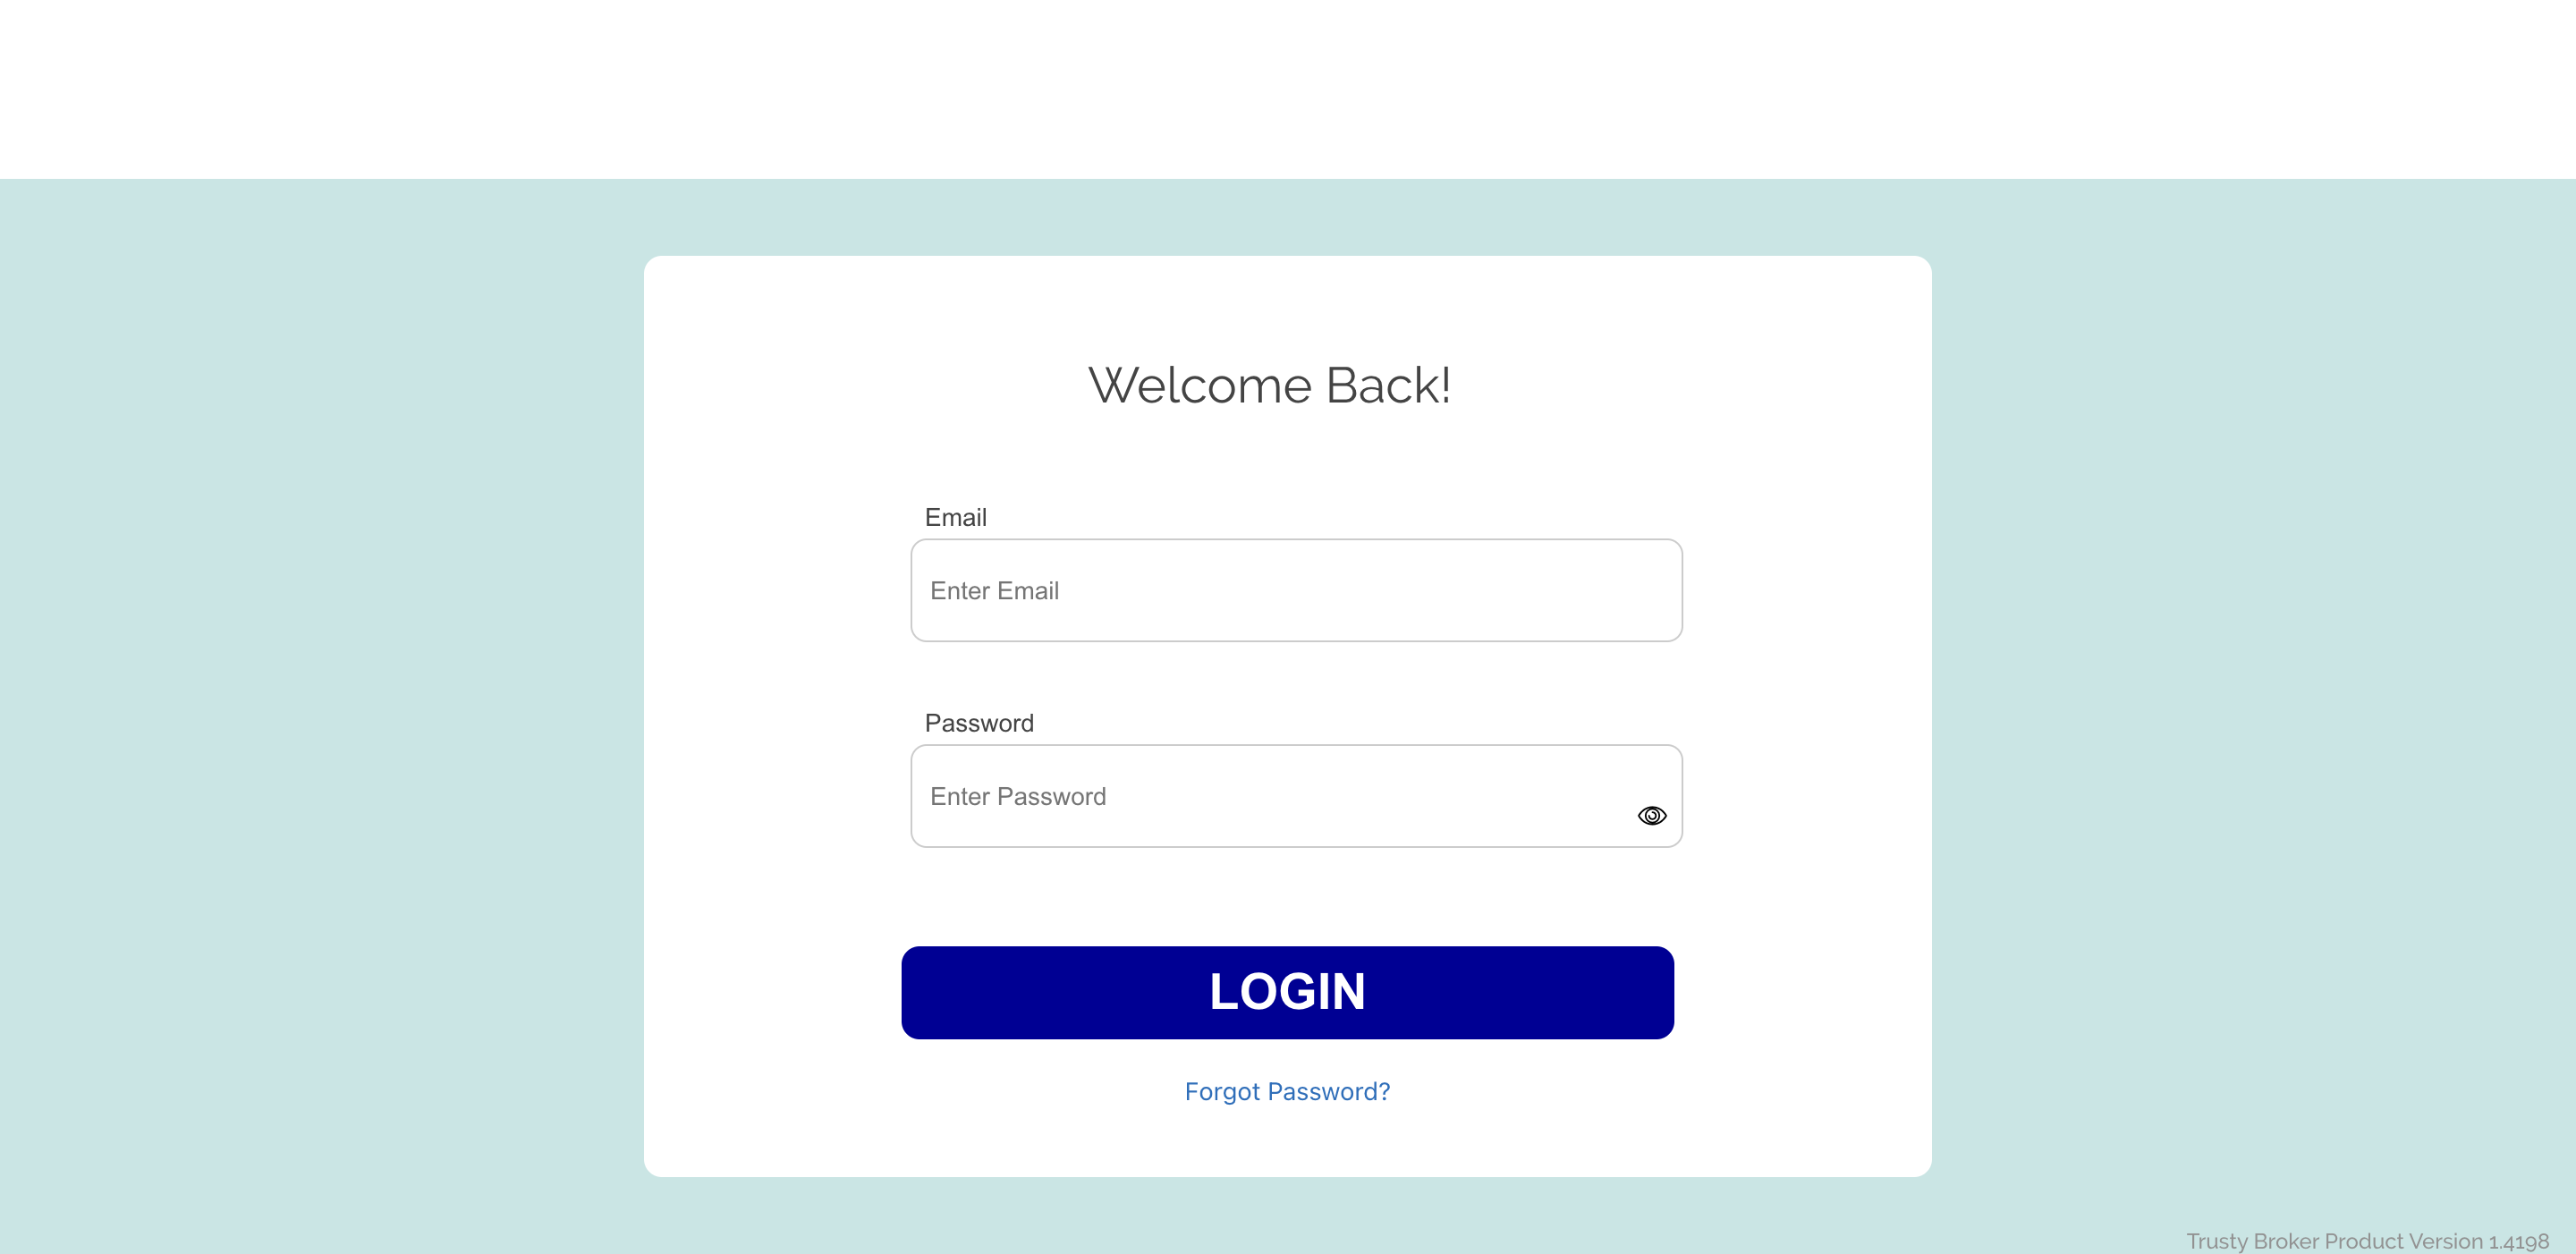 Welcome Back!
Email
Enter Email
Password
Enter Password
LOGIN
Forgot Password?
Trusty Broker Product Version 1.4198